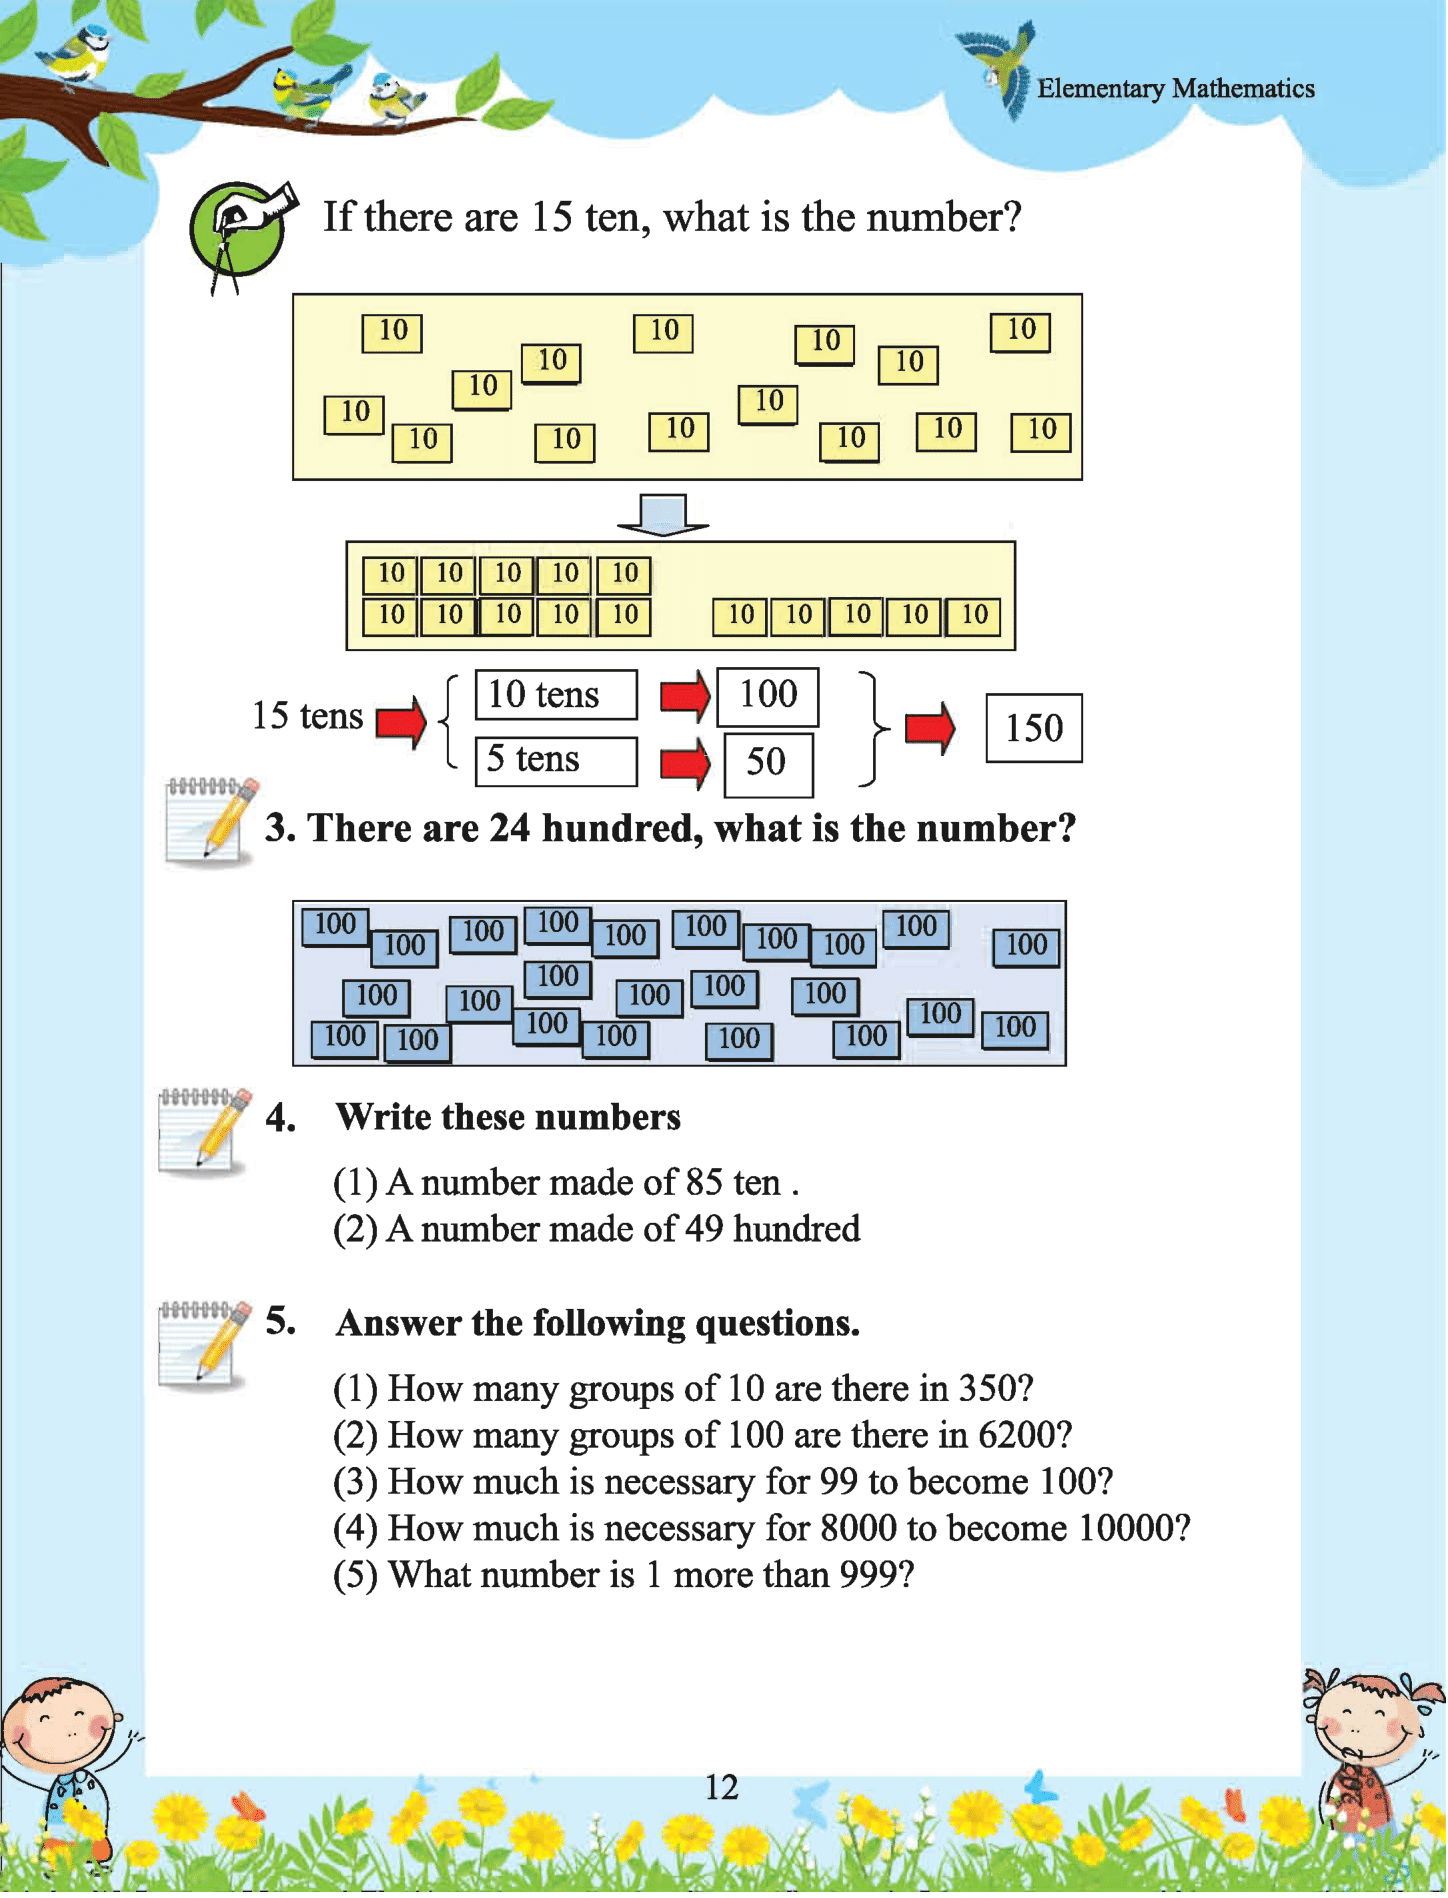 Elementary Mathematics
If there are 15 ten, what is the number?
10 10 10 10
10 10
10 10
10 10 10 10 10 10 10
10 10 10 10 10
10 10 10 10 10 10 10 10 10 10
15 tens 10 tens 100 150
5 tens 50
3. There are 24 hundred, what is the number?
100 100 100 100 100 100 100 100 100 100
100 100 100 100 100 100 100 100
100 100 100 100 100 100
4. Write these numbers
(1) A number made of 85 ten .
(2) A number made of 49 hundred
5. Answer the following questions.
(1) How many groups of 10 are there in 350?
(2) How many groups of 100 are there in 6200?
(3) How much is necessary for 99 to become 100?
(4) How much is necessary for 8000 to become 10000?
(5) What number is 1 more than 999?
12
2022